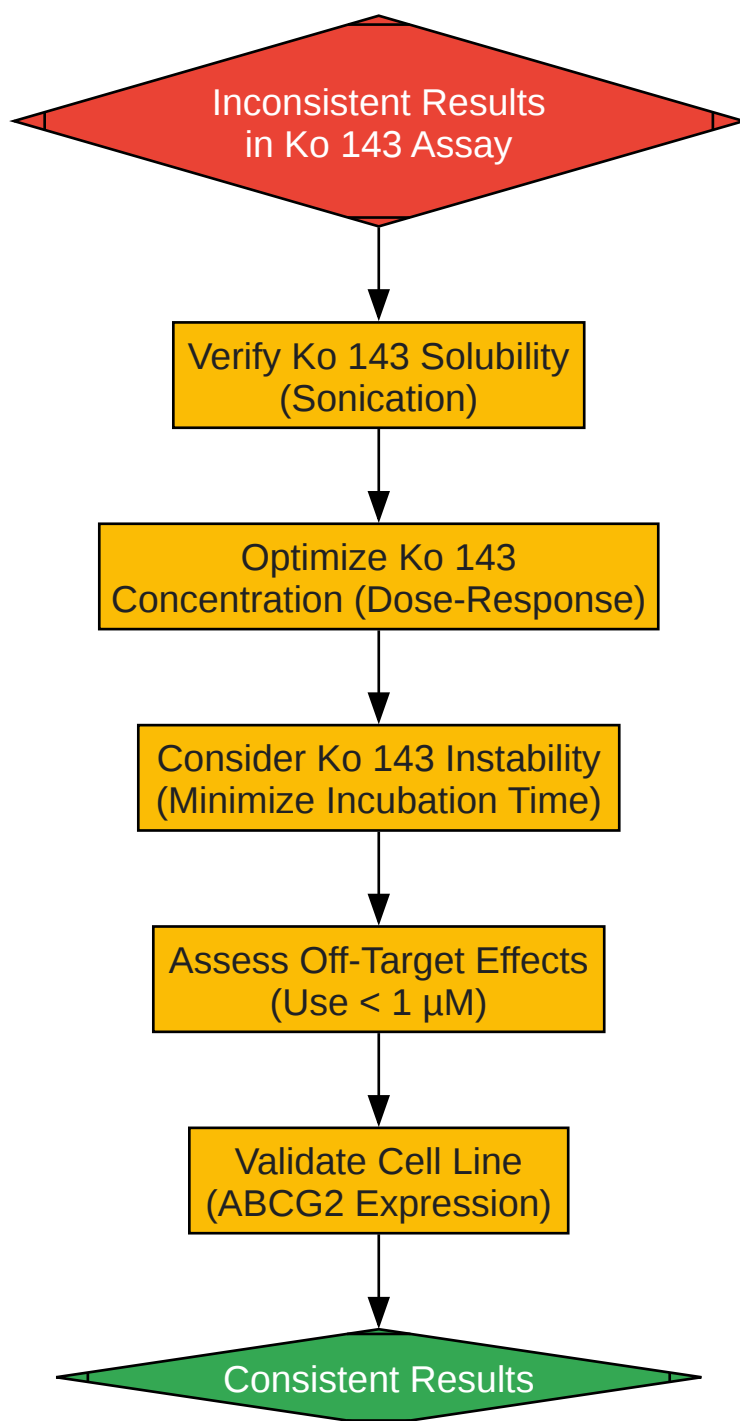 Inconsistent Results
in Ko 143 Assay
Verify Ko 143 Solubility
(Sonication)
Optimize Ko 143
Concentration (Dose-Response)
Consider Ko 143 Instability
(Minimize Incubation Time)
Assess Off-Target Effects
(Use < 1 µM)
Validate Cell Line
(ABCG2 Expression)
Consistent Results